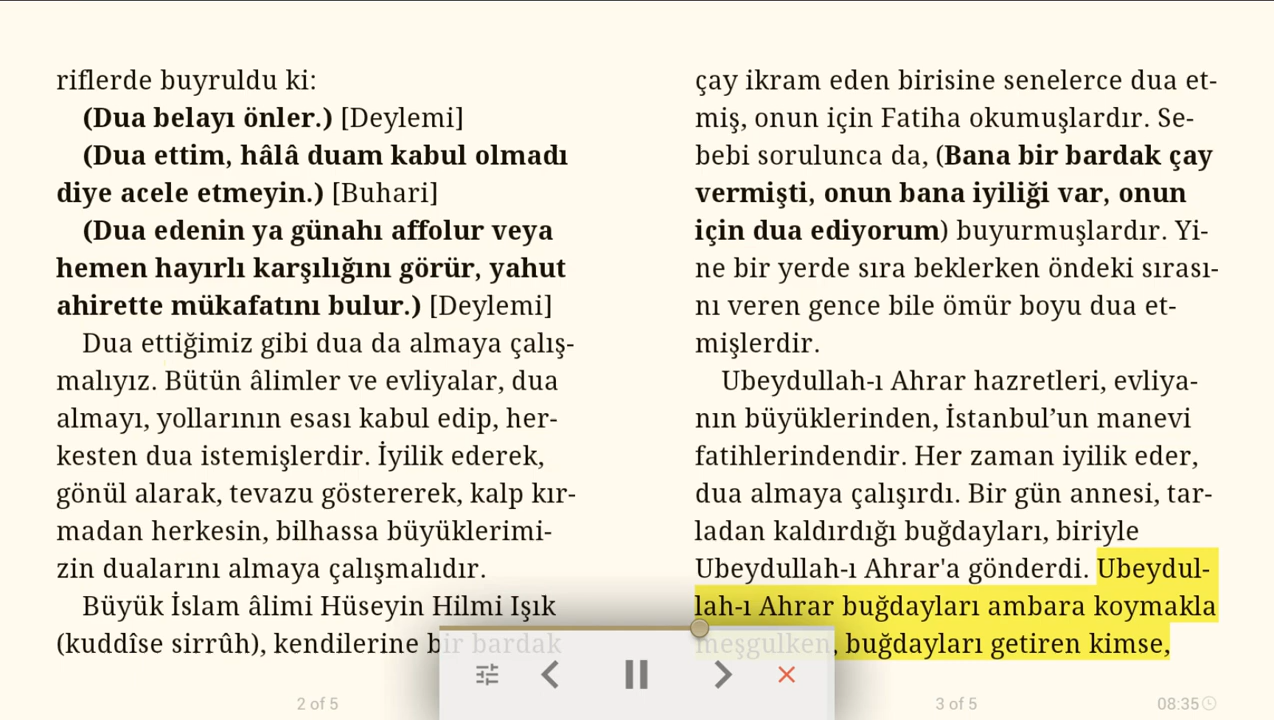 riflerde buyruldu ki:
(Dua belayı önler.) [Deylemi]
(Dua ettim, hâlâ duam kabul olmadı
diye acele etmeyin.) [Buhari]
(Dua edenin ya günahı affolur veya
hemen hayırlı karşılığını görür, yahut
ahirette mükafatını bulur.) [Deylemi]
Dua ettiğimiz gibi dua da almaya çalış-
malıyız. Bütün âlimler ve evliyalar, dua
almayı, yollarının esası kabul edip, her-
kesten dua istemişlerdir. İyilik ederek,
gönül alarak, tevazu göstererek, kalp kır-
madan herkesin, bilhassa büyüklerimi-
zin dualarını almaya çalışmalıdır.
Büyük İslam âlimi Hüseyin Hilmi Işık
(kuddîse sirrûh), kendilerine bir bardak
2 of 5
çay ikram eden birisine senelerce dua et-
miş, onun için Fatiha okumuşlardır. Se-
bebi sorulunca da, (Bana bir bardak çay
vermişti, onun bana iyiliği var, onun
için dua ediyorum) buyurmuşlardır. Yi-
ne bir yerde sıra beklerken öndeki sırası-
nı veren gence bile ömür boyu dua et-
mişlerdir.
Ubeydullah-ı Ahrar hazretleri, evliya-
nın büyüklerinden, İstanbul’un manevi
fatihlerindendir. Her zaman iyilik eder,
dua almaya çalışırdı. Bir gün annesi, tar-
ladan kaldırdığı buğdayları, biriyle
Ubeydullah-ı Ahrar'a gönderdi. Ubeydul-
lah-ı Ahrar buğdayları ambara koymakla
meşgulken, buğdayları getiren kimse,
3 of 5
08:35